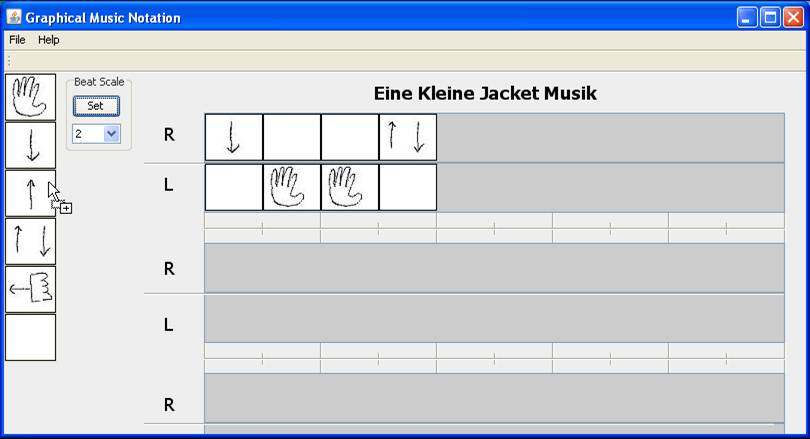 Graphical Music Notation
File Help
Beat Scale
Set
2
Eine Kleine Jacket Musik
R
L
R
L
R